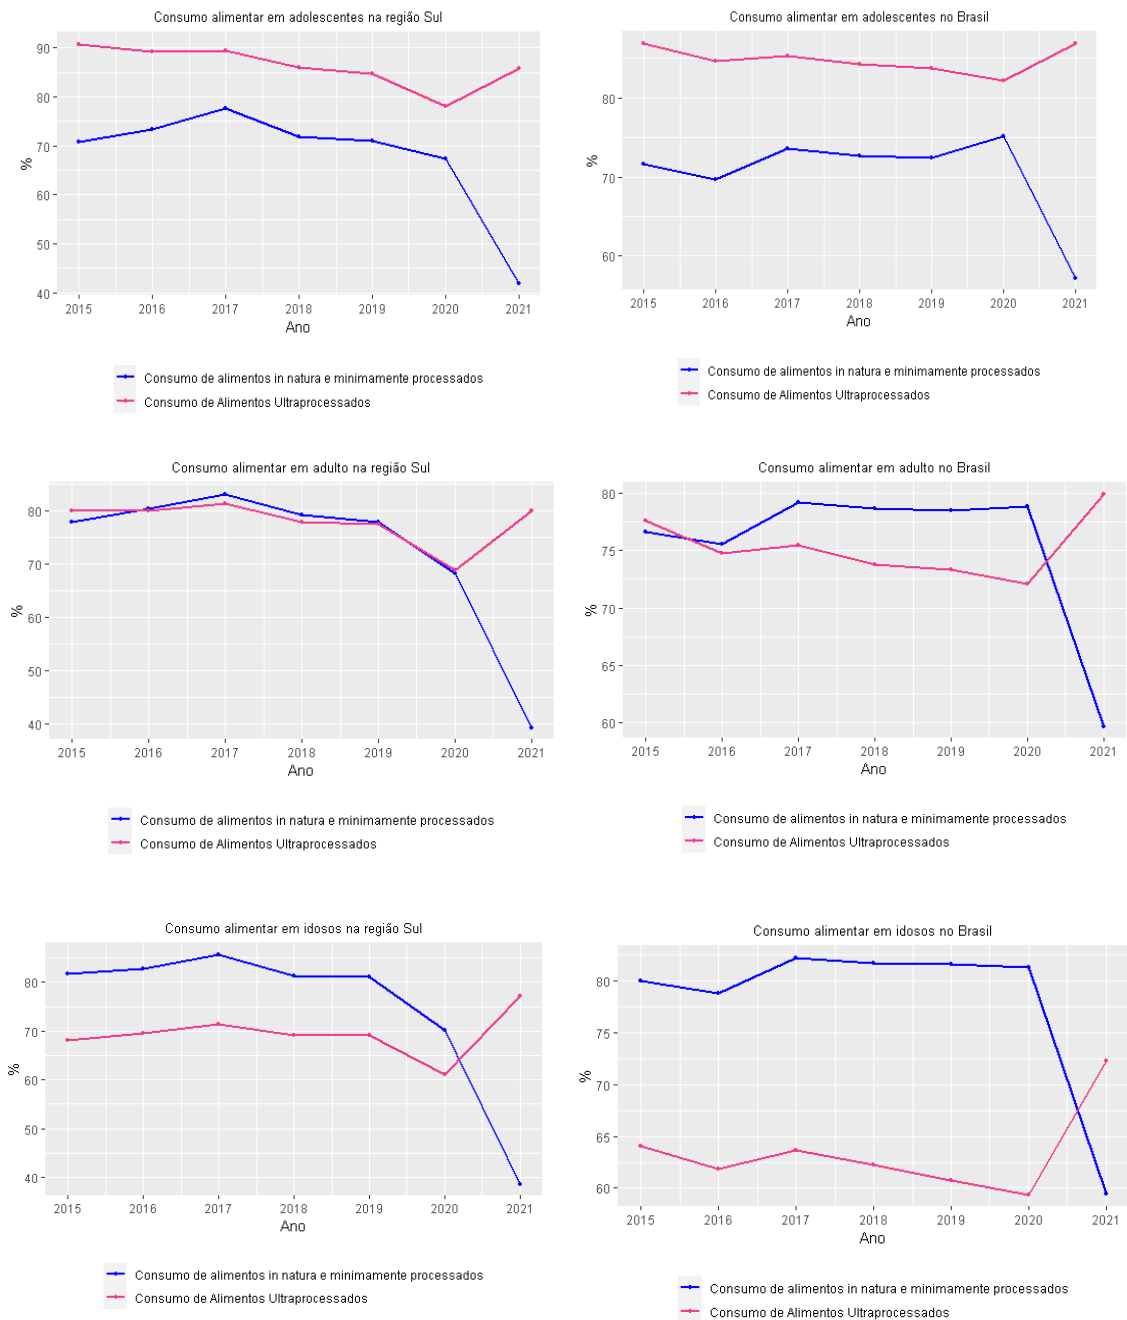 Consumo alimentar em adolescentes na região Sul
90
80
70
60
50
40
%
2015 2016 2017 2018 2019 2020 2021
Ano
Consumo de alimentos in natura e minimamente processados
Consumo de Alimentos Ultraprocessados
Consumo alimentar em adolescentes no Brasil
80
70
60
%
2015 2016 2017 2018 2019 2020 2021
Ano
Consumo de alimentos in natura e minimamente processados
Consumo de Alimentos Ultraprocessados
Consumo alimentar em adulto na região Sul
80
70
60
50
40
%
2015 2016 2017 2018 2019 2020 2021
Ano
Consumo de alimentos in natura e minimamente processados
Consumo de Alimentos Ultraprocessados
Consumo alimentar em adulto no Brasil
80
75
70
65
60
%
2015 2016 2017 2018 2019 2020 2021
Ano
Consumo de alimentos in natura e minimamente processados
Consumo de Alimentos Ultraprocessados
Consumo alimentar em idosos na região Sul
80
70
60
50
40
%
2015 2016 2017 2018 2019 2020 2021
Ano
Consumo de alimentos in natura e minimamente processados
Consumo de Alimentos Ultraprocessados
Consumo alimentar em idosos no Brasil
80
75
70
65
60
%
2015 2016 2017 2018 2019 2020 2021
Ano
Consumo de alimentos in natura e minimamente processados
Consumo de Alimentos Ultraprocessados